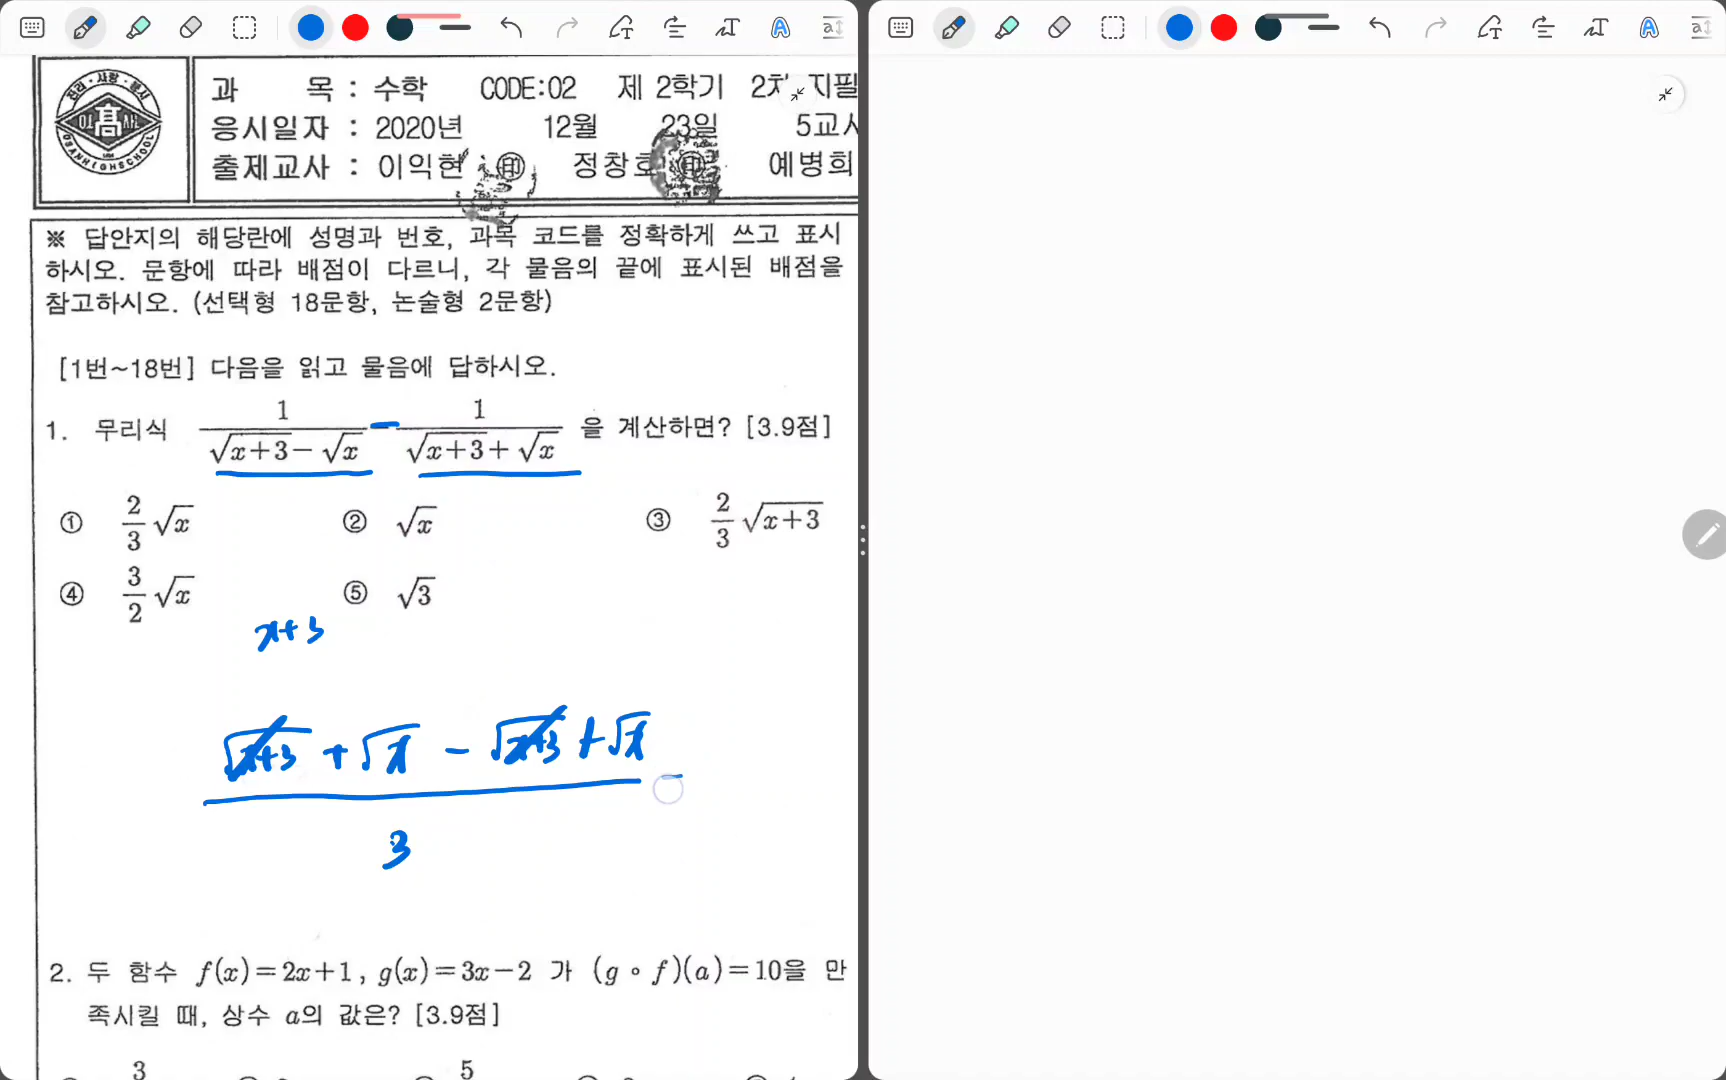 과 목 : 수학 CODE:02 제 2학기 2차 지필
응시일자 : 2020년 12월 23일 5교시
출제교사 : 이익현 ㊞ 정창호 ㊞ 예병희
※ 답안지의 해당란에 성명과 번호, 과목 코드를 정확하게 쓰고 표시
하시오. 문항에 따라 배점이 다르니, 각 물음의 끝에 표시된 배점을
참고하시오. (선택형 18문항, 논술형 2문항)
[1번~18번] 다음을 읽고 물음에 답하시오.
1. 무리식 1/(√(x+3) − √x) − 1/(√(x+3) + √x) 을 계산하면? [3.9점]
① 2/3 √x ② √x ③ 2/3 √(x+3)
④ 3/2 √x ⑤ √3
x+3
(√(x+3) + √x − √(x+3) + √x)/3
2. 두 함수 f(x)=2x+1, g(x)=3x−2 가 (g∘f)(a)=10을 만
족시킬 때, 상수 a의 값은? [3.9점]
3 5